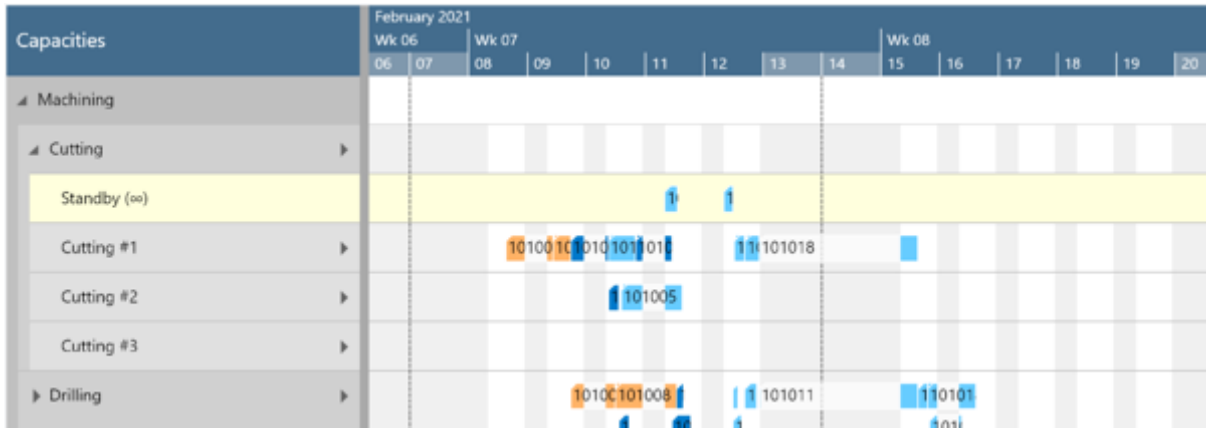 February 2021
Capacities
Wk 06 Wk 07 Wk 08
06 07 08 09 10 11 12 13 14 15 16 17 18 19 20
Machining
Cutting
Standby (∞)
Cutting #1 101018
Cutting #2 101005
Cutting #3
Drilling 101008 101011